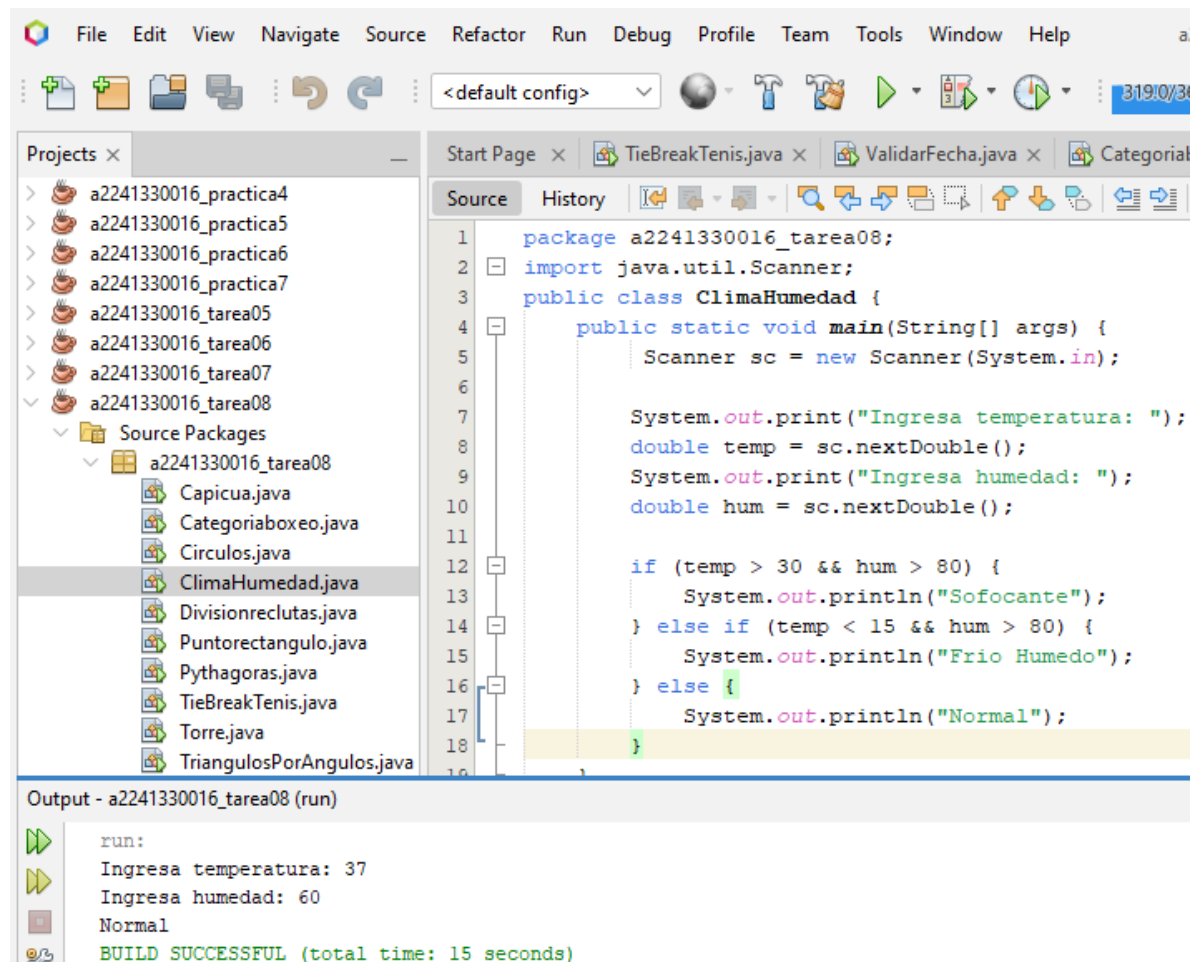 File Edit View Navigate Source Refactor Run Debug Profile Team Tools Window Help
<default config>
Projects
Start Page TieBreakTenis.java ValidarFecha.java
Source History
a2241330016_practica4
a2241330016_practica5
a2241330016_practica6
a2241330016_practica7
a2241330016_tarea05
a2241330016_tarea06
a2241330016_tarea07
a2241330016_tarea08
Source Packages
a2241330016_tarea08
Capicua.java
Categoriaboxeo.java
Circulos.java
ClimaHumedad.java
Divisionreclutas.java
Puntorectangulo.java
Pythagoras.java
TieBreakTenis.java
Torre.java
TriangulosPorAngulos.java
1 package a2241330016_tarea08;
2 import java.util.Scanner;
3 public class ClimaHumedad {
4 public static void main(String[] args) {
5 Scanner sc = new Scanner(System.in);
6
7 System.out.print("Ingresa temperatura: ");
8 double temp = sc.nextDouble();
9 System.out.print("Ingresa humedad: ");
10 double hum = sc.nextDouble();
11
12 if (temp > 30 && hum > 80) {
13 System.out.println("Sofocante");
14 } else if (temp < 15 && hum > 80) {
15 System.out.println("Frio Humedo");
16 } else {
17 System.out.println("Normal");
18 }
Output - a2241330016_tarea08 (run)
run:
Ingresa temperatura: 37
Ingresa humedad: 60
Normal
BUILD SUCCESSFUL (total time: 15 seconds)